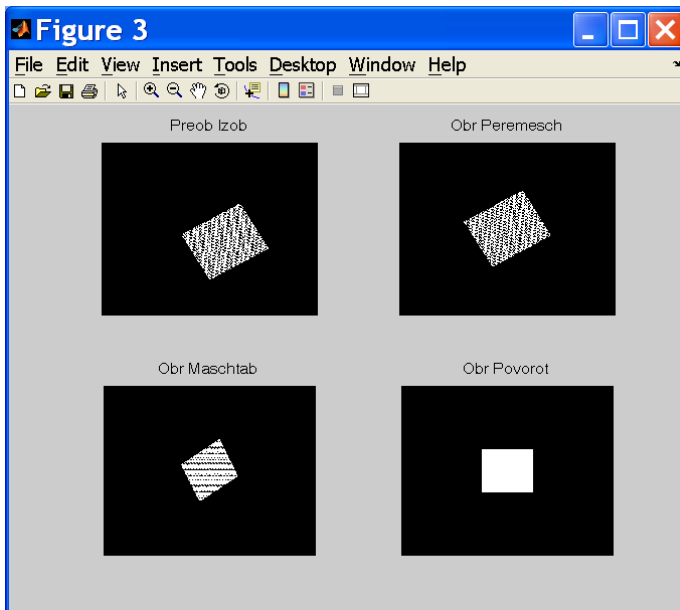 Figure 3
File Edit View Insert Tools Desktop Window Help
Preob Izob
Obr Peremesch
Obr Maschtab
Obr Povorot